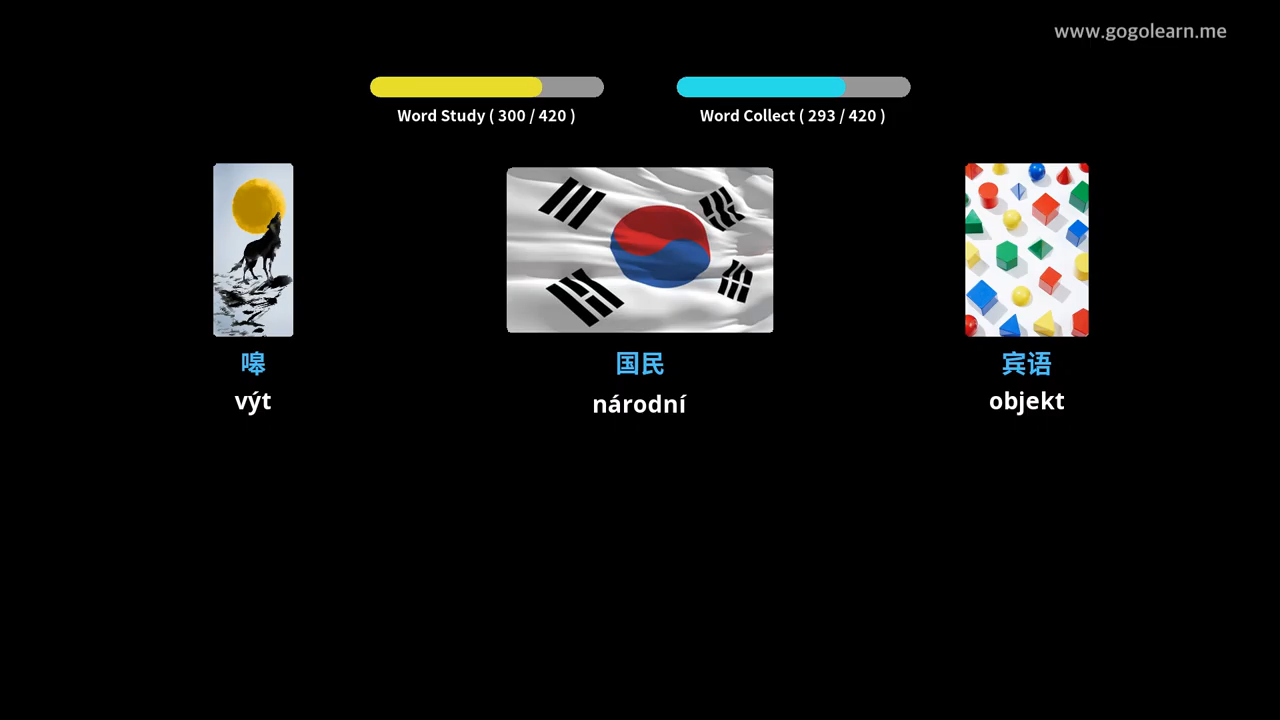 www.gogolearn.me
Word Study ( 300 / 420 )
Word Collect ( 293 / 420 )
嗥
výt
国民
národní
宾语
objekt